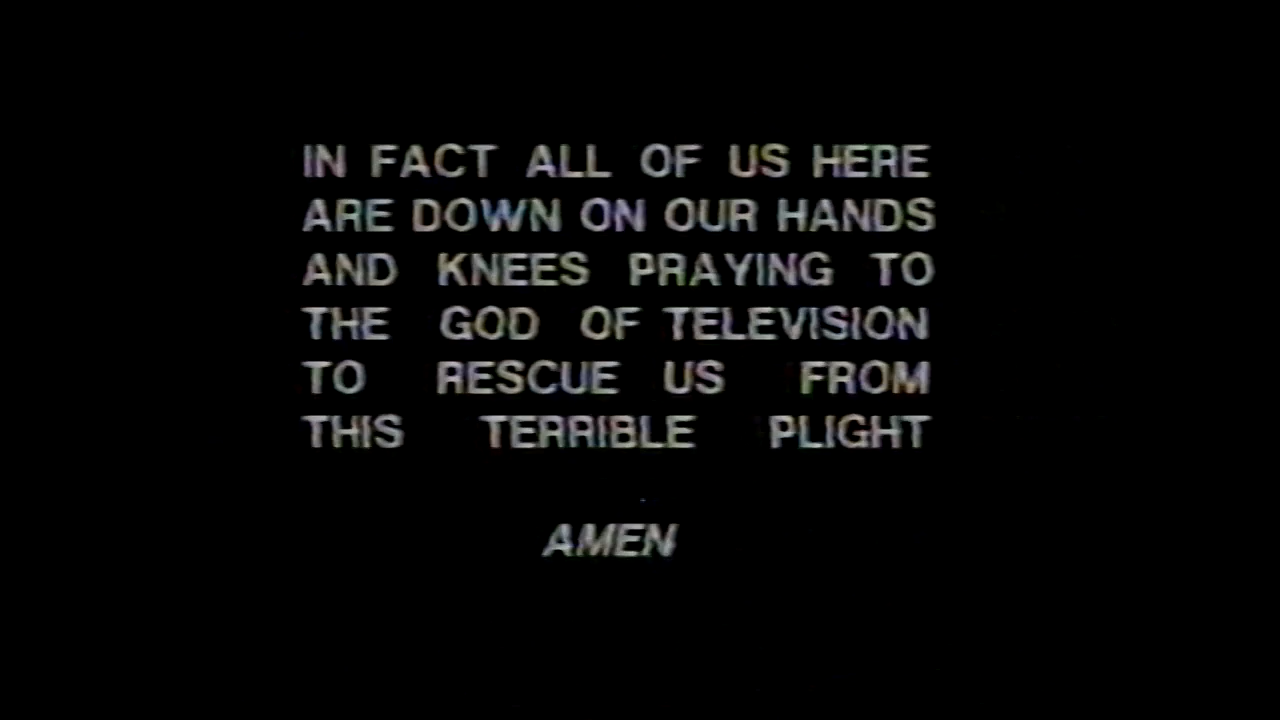 IN FACT ALL OF US HERE
ARE DOWN ON OUR HANDS
AND KNEES PRAYING TO
THE GOD OF TELEVISION
TO RESCUE US FROM
THIS TERRIBLE PLIGHT
AMEN